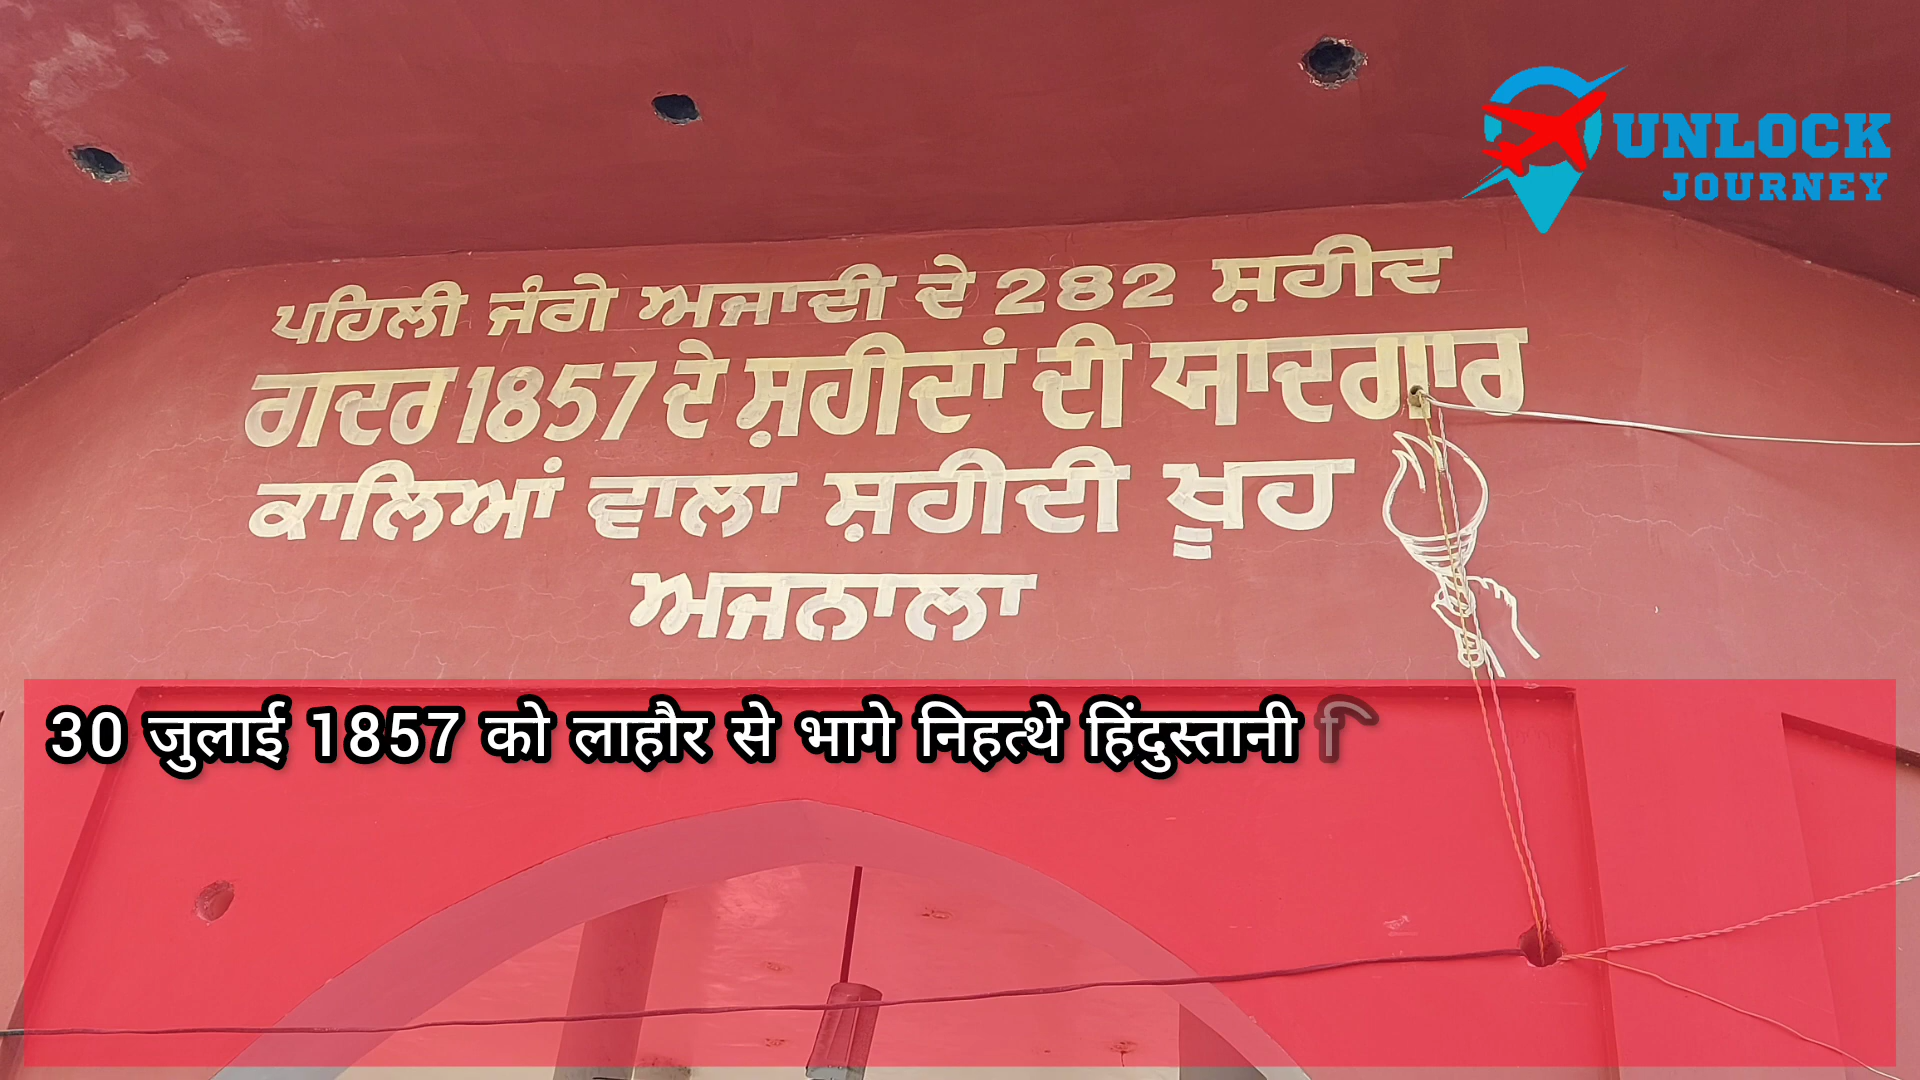 UNLOCK
JOURNEY
ਪਹਿਲੀ ਜੰਗੇ ਅਜਾਦੀ ਦੇ 282 ਸ਼ਹੀਦ
ਗਦਰ 1857 ਦੇ ਸ਼ਹੀਦਾਂ ਦੀ ਯਾਦਗਾਰ
ਕਾਲਿਆਂ ਵਾਲਾ ਸ਼ਹੀਦੀ ਖੂਹ
ਅਜਨਾਲਾ
30 जुलाई 1857 को लाहौर से भागे निहत्थे हिंदुस्तानी